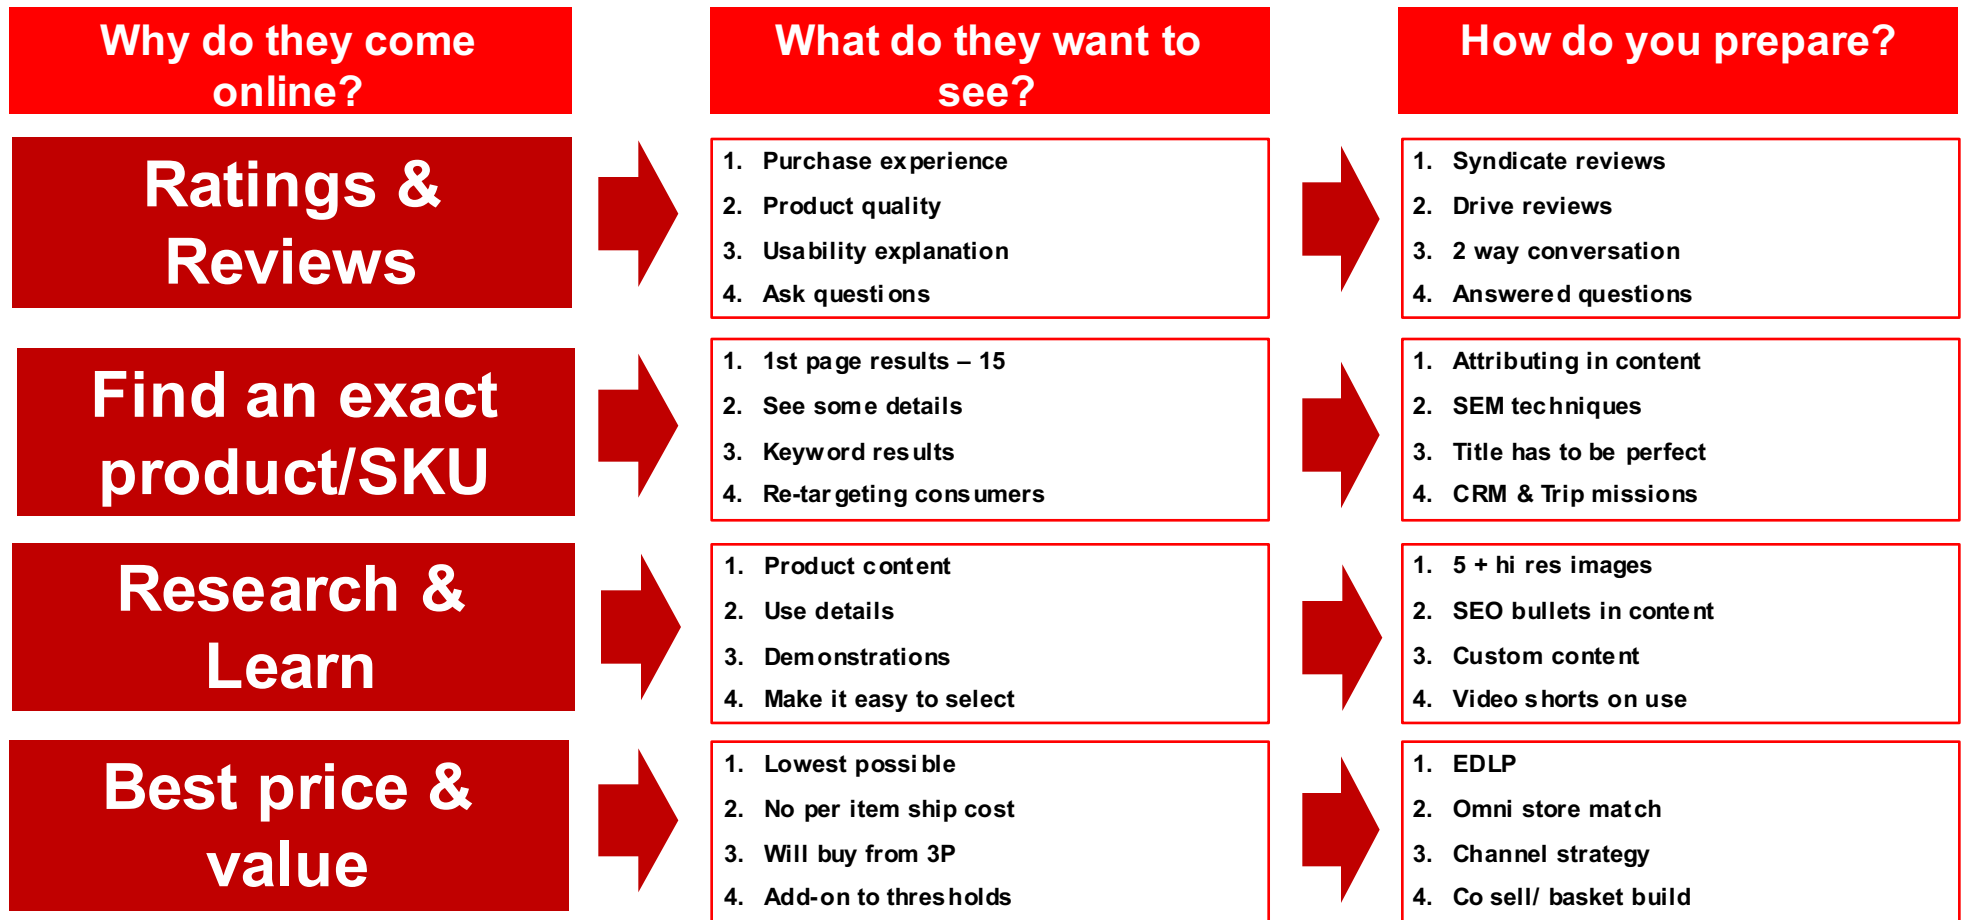 Why do they come
online?
What do they want to
see?
How do you prepare?
Ratings &
Reviews
1. Purchase experience
2. Product quality
3. Usability explanation
4. Ask questions
1. Syndicate reviews
2. Drive reviews
3. 2 way conversation
4. Answered questions
Find an exact
product/SKU
1. 1st page results – 15
2. See some details
3. Keyword results
4. Re-targeting consumers
1. Attributing in content
2. SEM techniques
3. Title has to be perfect
4. CRM & Trip missions
Research &
Learn
1. Product content
2. Use details
3. Demonstrations
4. Make it easy to select
1. 5 + hi res images
2. SEO bullets in content
3. Custom content
4. Video shorts on use
Best price &
value
1. Lowest possible
2. No per item ship cost
3. Will buy from 3P
4. Add-on to thresholds
1. EDLP
2. Omni store match
3. Channel strategy
4. Co sell/ basket build